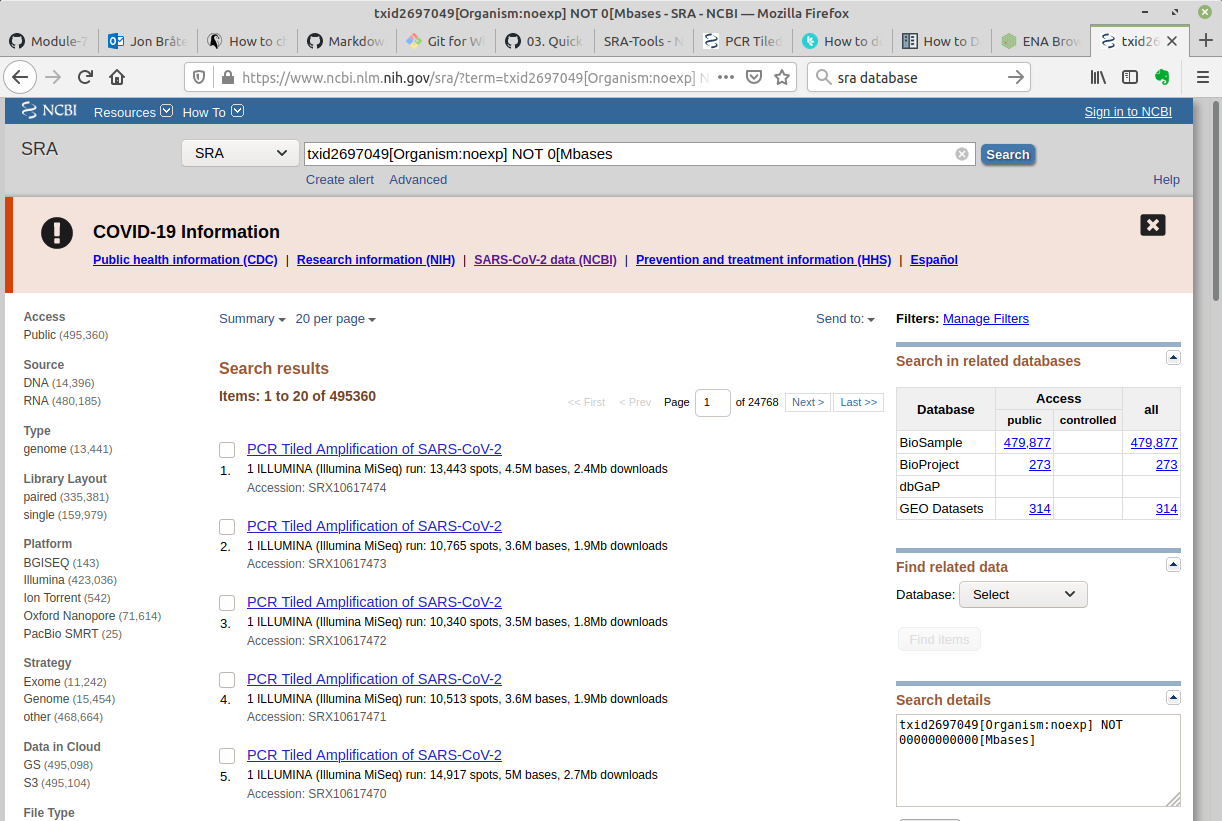 txid2697049[Organism:noexp] NOT 0[Mbases - SRA - NCBI — Mozilla Firefox
Module-7 Jon Bråte How to ch Markdow Git for Wi 03. Quick SRA-Tools - N PCR Tiled How to do How to D ENA Brow txid26
https://www.ncbi.nlm.nih.gov/sra/?term=txid2697049[Organism:noexp] N sra database
NCBI Resources How To Sign in to NCBI
SRA SRA txid2697049[Organism:noexp] NOT 0[Mbases Search
Create alert Advanced Help
COVID-19 Information
Public health information (CDC) | Research information (NIH) | SARS-CoV-2 data (NCBI) | Prevention and treatment information (HHS) | Español
Access
Public (495,360)
Source
DNA (14,396)
RNA (480,185)
Type
genome (13,441)
Library Layout
paired (335,381)
single (159,979)
Platform
BGISEQ (143)
Illumina (423,036)
Ion Torrent (542)
Oxford Nanopore (71,614)
PacBio SMRT (25)
Strategy
Exome (11,242)
Genome (15,454)
other (468,664)
Data in Cloud
GS (495,098)
S3 (495,104)
File Type
Summary 20 per page Send to:
Search results
Items: 1 to 20 of 495360
<< First < Prev Page 1 of 24768 Next > Last >>
PCR Tiled Amplification of SARS-CoV-2
1. 1 ILLUMINA (Illumina MiSeq) run: 13,443 spots, 4.5M bases, 2.4Mb downloads
Accession: SRX10617474
PCR Tiled Amplification of SARS-CoV-2
2. 1 ILLUMINA (Illumina MiSeq) run: 10,765 spots, 3.6M bases, 1.9Mb downloads
Accession: SRX10617473
PCR Tiled Amplification of SARS-CoV-2
3. 1 ILLUMINA (Illumina MiSeq) run: 10,340 spots, 3.5M bases, 1.8Mb downloads
Accession: SRX10617472
PCR Tiled Amplification of SARS-CoV-2
4. 1 ILLUMINA (Illumina MiSeq) run: 10,513 spots, 3.6M bases, 1.9Mb downloads
Accession: SRX10617471
PCR Tiled Amplification of SARS-CoV-2
5. 1 ILLUMINA (Illumina MiSeq) run: 14,917 spots, 5M bases, 2.7Mb downloads
Accession: SRX10617470
Filters: Manage Filters
Search in related databases
Database Access all
public controlled
BioSample 479,877 479,877
BioProject 273 273
dbGaP
GEO Datasets 314 314
Find related data
Database: Select
Find items
Search details
txid2697049[Organism:noexp] NOT
00000000000[Mbases]